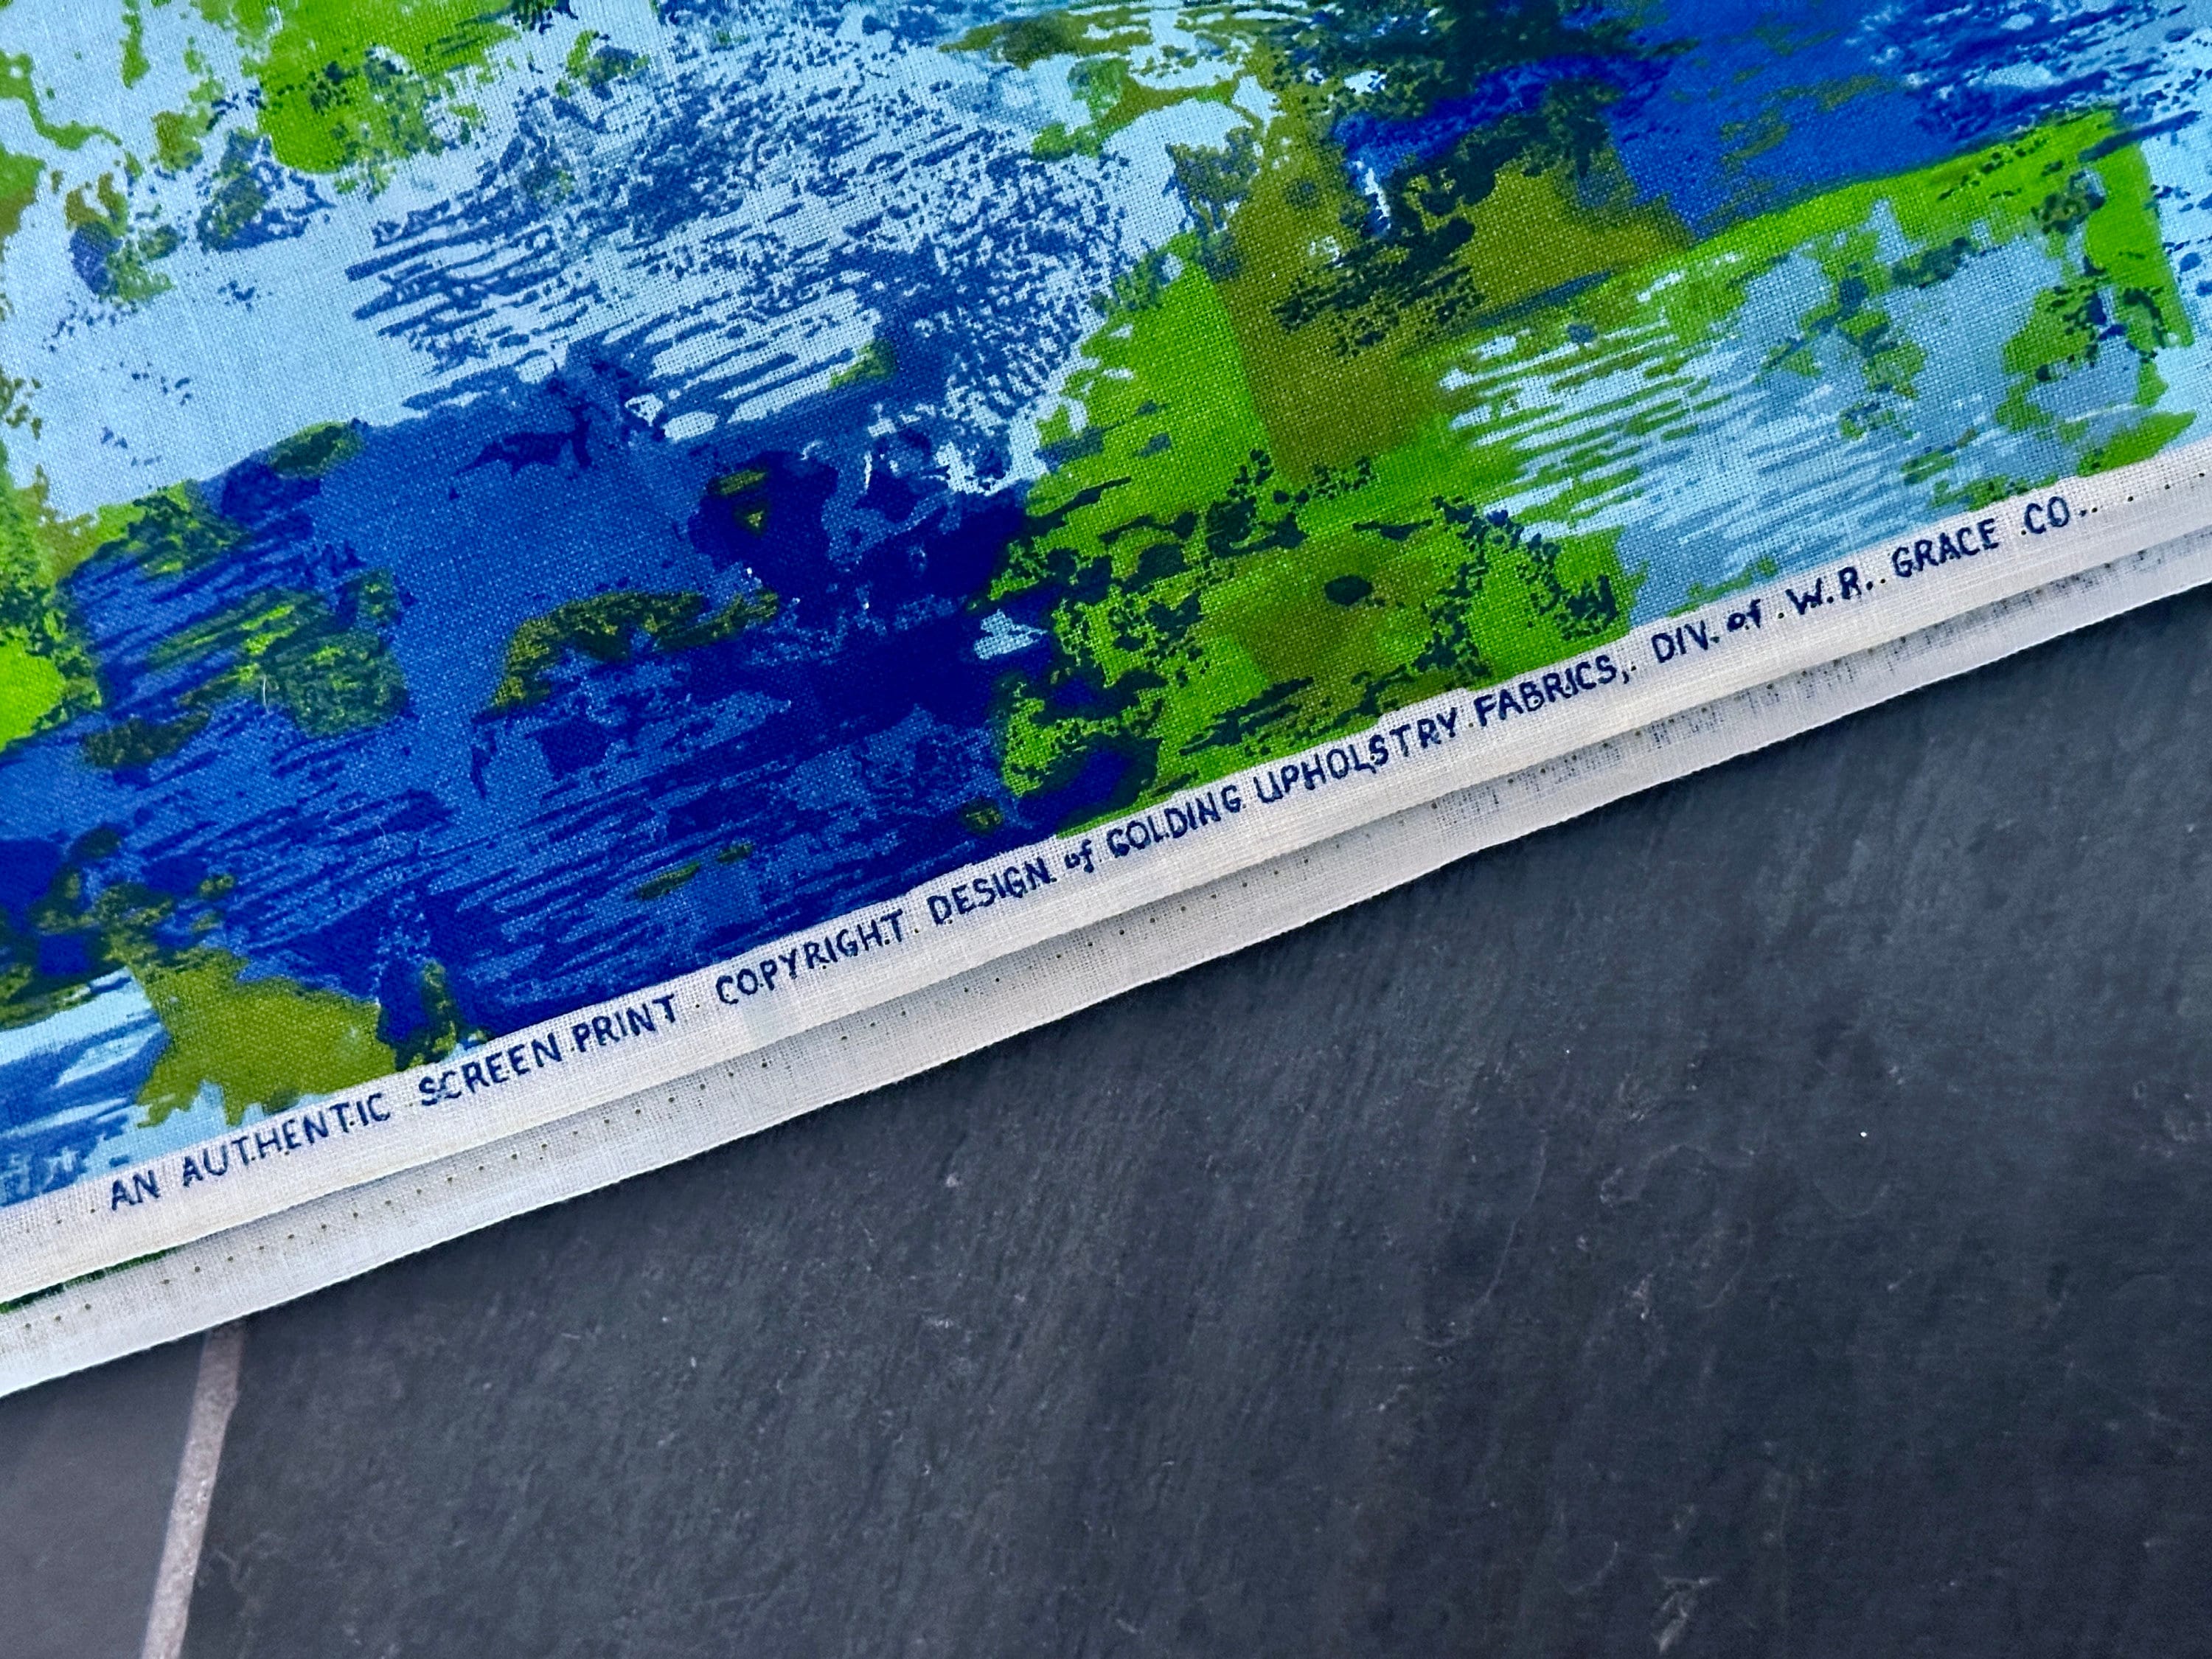 AN AUTHENTIC SCREEN PRINT COPYRIGHT DESIGN of GOLDING UPHOLSTRY FABRICS, DIV. of W.R. GRACE CO..